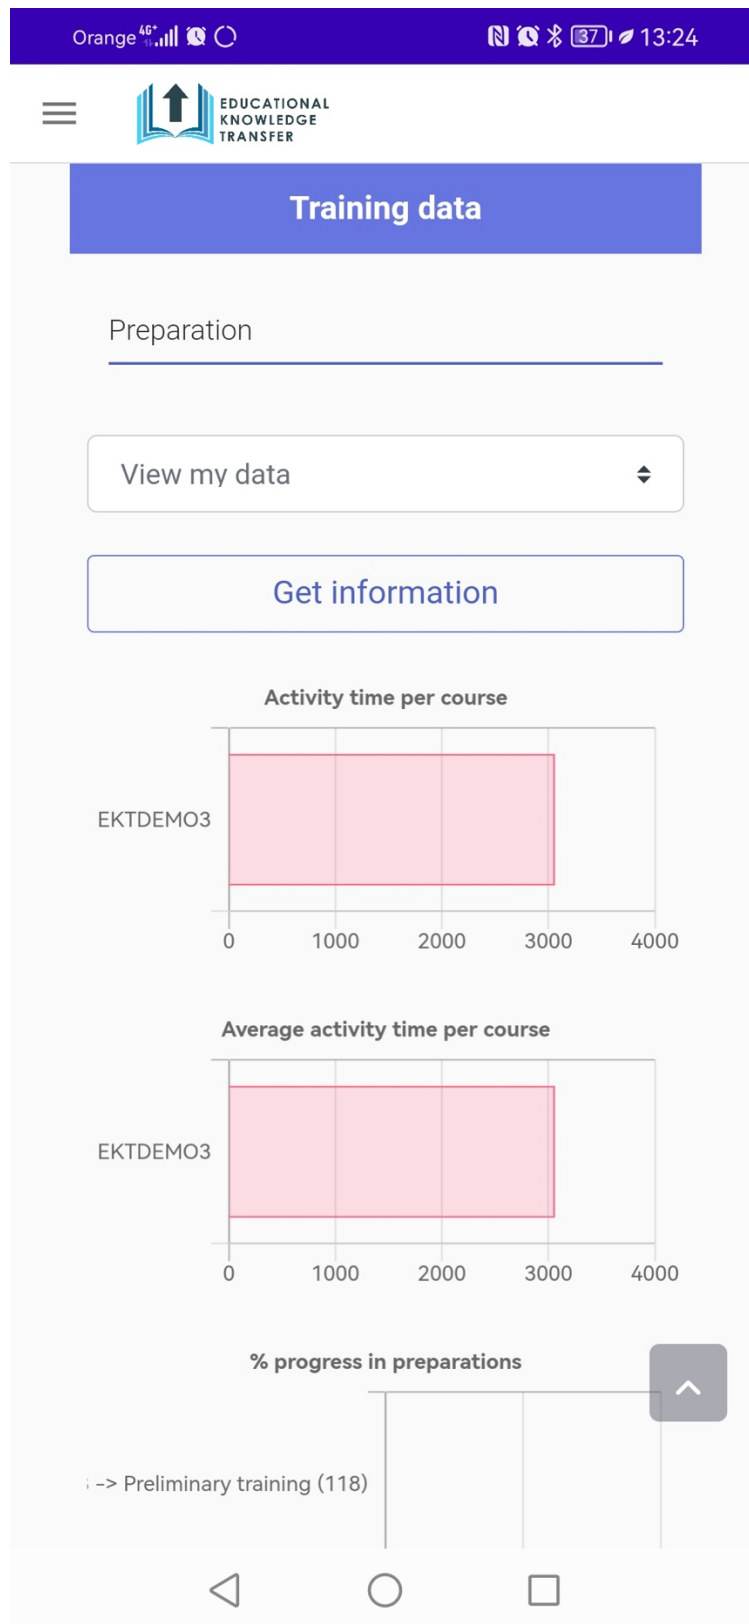 Orange 4G+ 37 13:24
EDUCATIONAL
KNOWLEDGE
TRANSFER
Training data
Preparation
View my data
Get information
Activity time per course
EKTDEMO3
0 1000 2000 3000 4000
Average activity time per course
EKTDEMO3
0 1000 2000 3000 4000
% progress in preparations
-> Preliminary training (118)